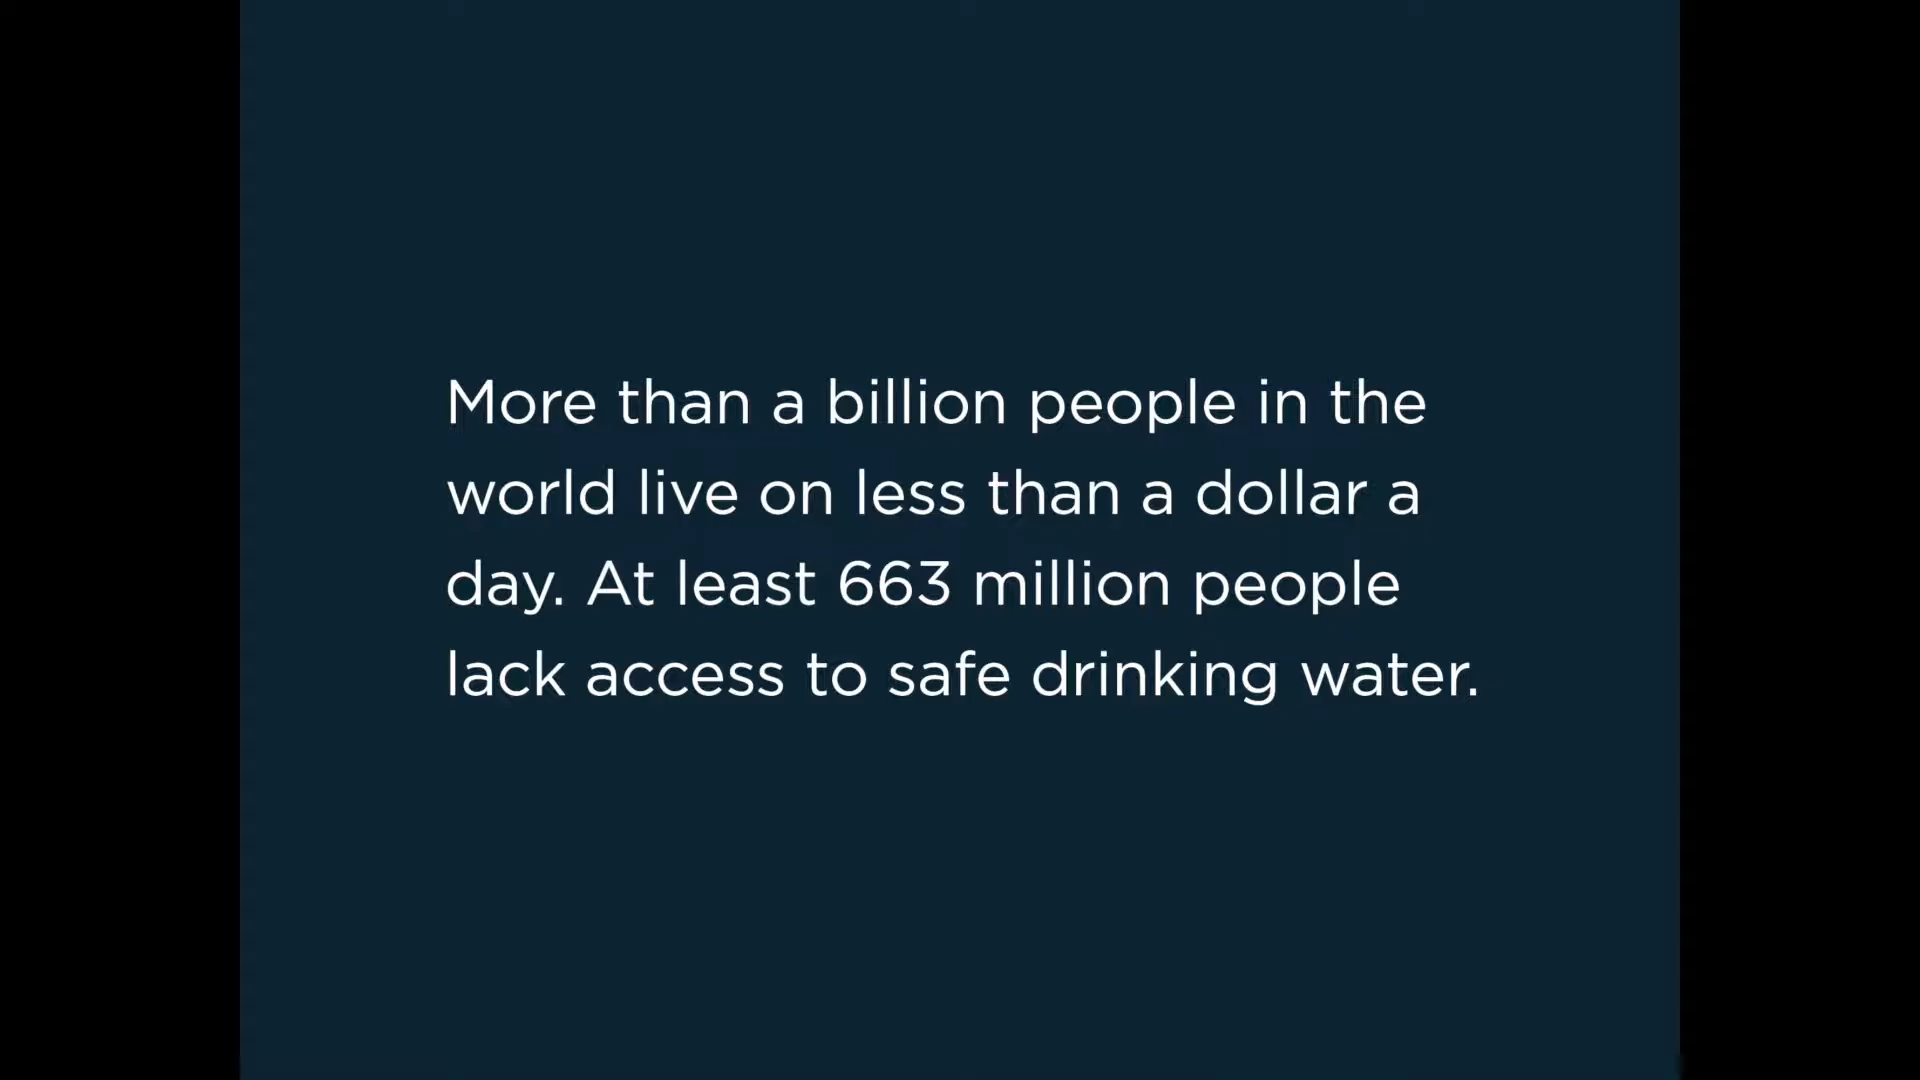 More than a billion people in the
world live on less than a dollar a
day. At least 663 million people
lack access to safe drinking water.